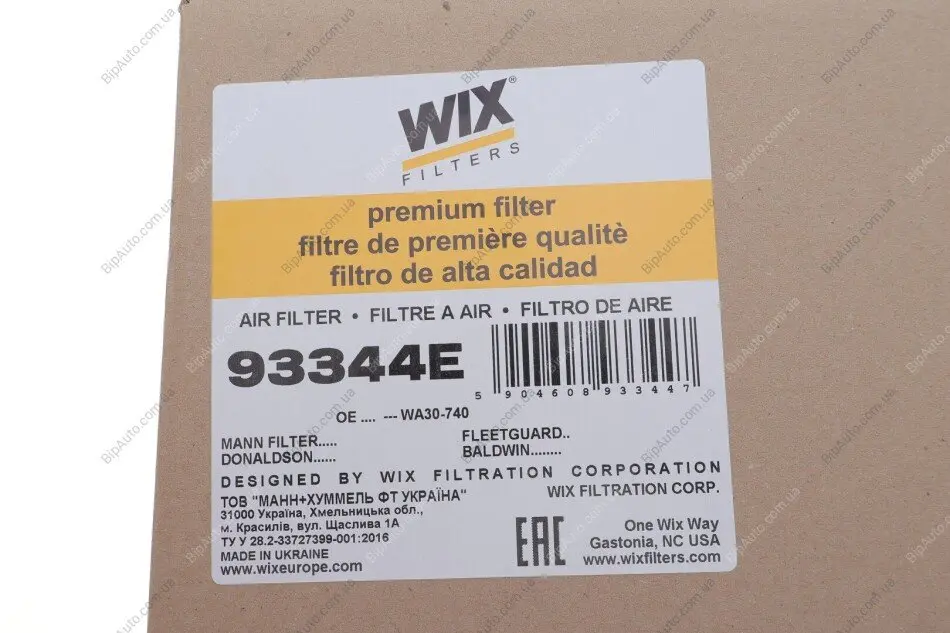 WIX®
FILTERS
premium filter
filtre de première qualitè
filtro de alta calidad
AIR FILTER • FILTRE A AIR • FILTRO DE AIRE
93344E
5 904608 933447
OE .... --- WA30-740
MANN FILTER.....
FLEETGUARD..
DONALDSON......
BALDWIN........
DESIGNED BY WIX FILTRATION CORPORATION
ТОВ "МАНН+ХУММЕЛЬ ФТ УКРАЇНА"
WIX FILTRATION CORP.
31000 Україна, Хмельницька обл.,
м. Красилів, вул. Щаслива 1А
ТУ У 28.2-33727399-001:2016
MADE IN UKRAINE
www.wixeurope.com
EAC
One Wix Way
Gastonia, NC USA
www.wixfilters.com
BipAuto.com.ua